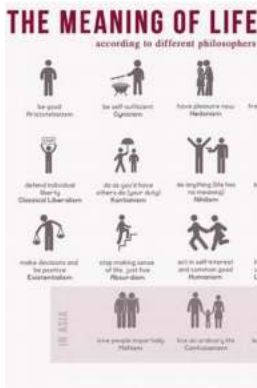 THE MEANING OF LIFE
according to different philosophers
be good
Aristotelianism
be self-sufficient
Cynicism
have pleasure now
Hedonism
defend individual
liberty
Classical Liberalism
do as you'd have
others do (your duty)
Kantianism
do anything (life has
no meaning)
Nihilism
make decisions and
be positive
Existentialism
stop making sense
of life, just live
Absurdism
act in self-interest
and common good
Humanism
IN ASIA
love people impartially
Mohism
live an ordinary life
Confucianism